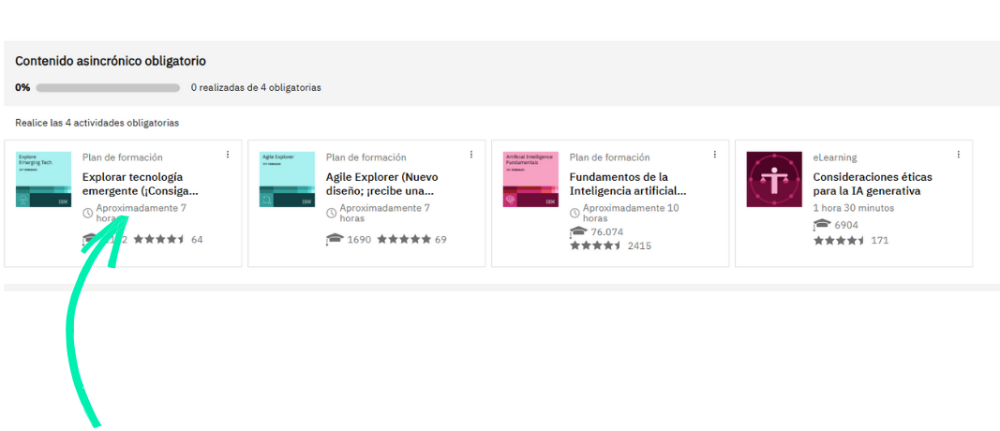 Contenido asincrónico obligatorio
0% 0 realizadas de 4 obligatorias
Realice las 4 actividades obligatorias
Explore
Emerging Tech
IBM
Plan de formación
Explorar tecnología
emergente (¡Consiga...
Aproximadamente 7
horas
64
Agile Explorer
IBM
Plan de formación
Agile Explorer (Nuevo
diseño; ¡recibe una...
Aproximadamente 7
horas
1690 69
Artificial Intelligence
Fundamentals
IBM
Plan de formación
Fundamentos de la
Inteligencia artificial...
Aproximadamente 10
horas
76.074
2415
eLearning
Consideraciones éticas
para la IA generativa
1 hora 30 minutos
6904
171